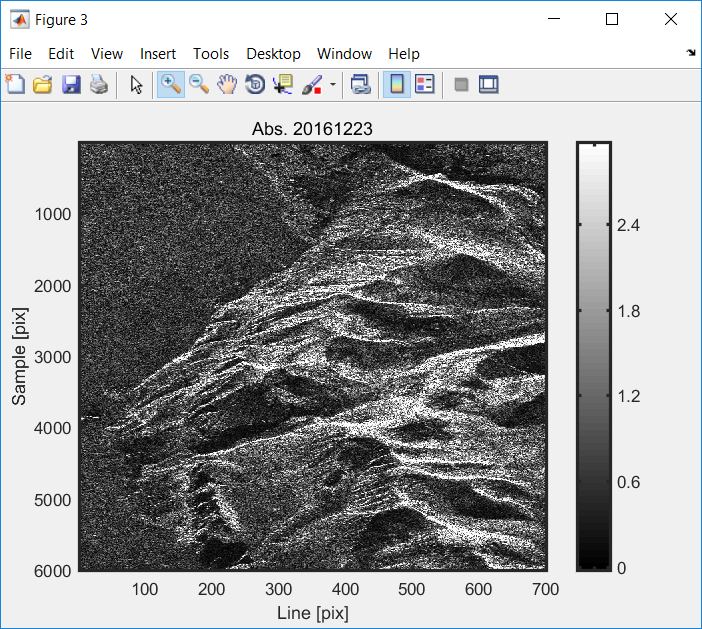 Figure 3
File Edit View Insert Tools Desktop Window Help
Abs. 20161223
Sample [pix]
1000
2000
3000
4000
5000
6000
100 200 300 400 500 600 700
Line [pix]
2.4
1.8
1.2
0.6
0